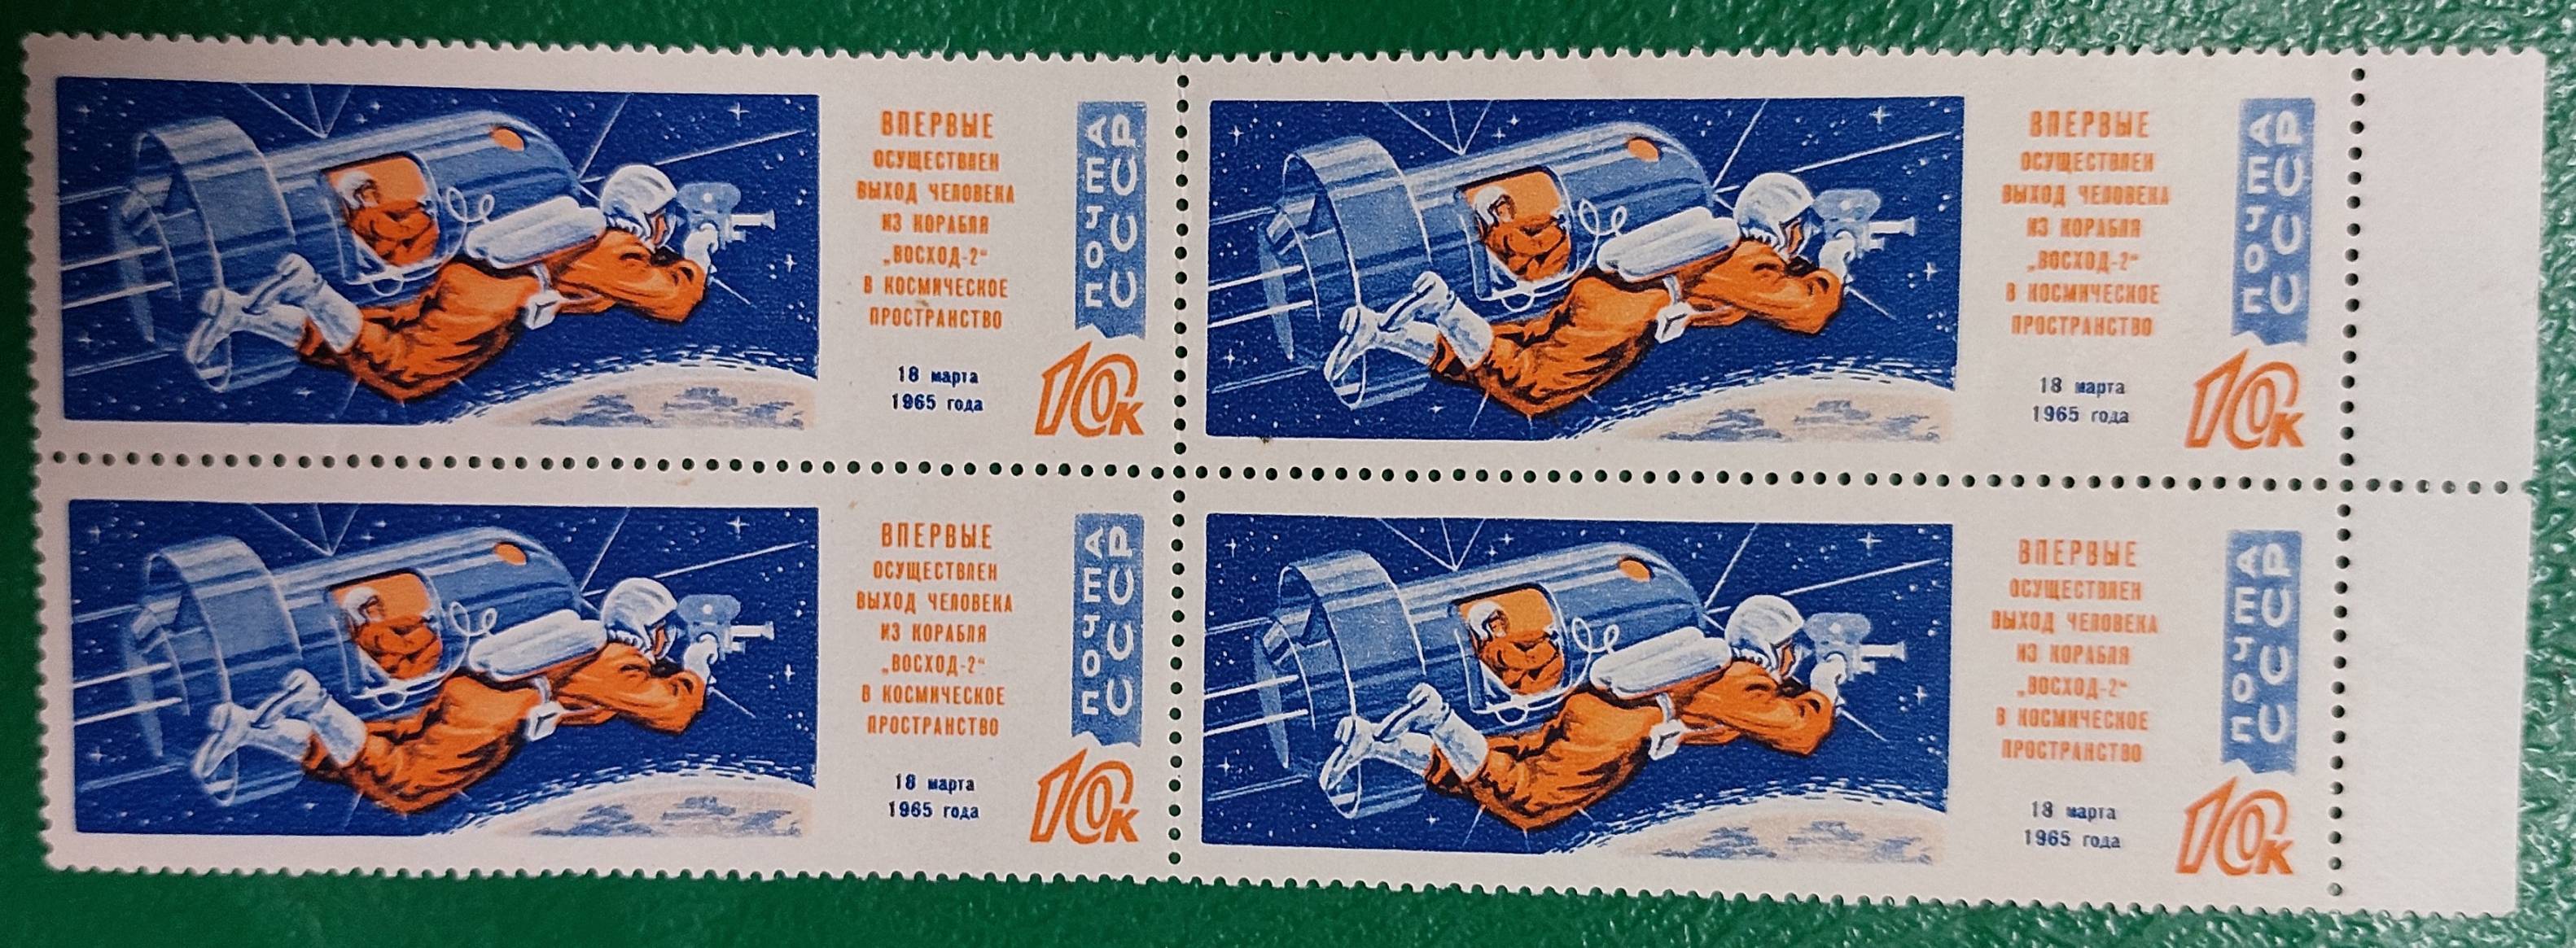 ВПЕРВЫЕ
ОСУЩЕСТВЛЕН
ВЫХОД ЧЕЛОВЕКА
ИЗ КОРАБЛЯ
„ВОСХОД-2“
В КОСМИЧЕСКОЕ
ПРОСТРАНСТВО
18 марта
1965 года
ПОЧТА
СССР
10к
ВПЕРВЫЕ
ОСУЩЕСТВЛЕН
ВЫХОД ЧЕЛОВЕКА
ИЗ КОРАБЛЯ
„ВОСХОД-2“
В КОСМИЧЕСКОЕ
ПРОСТРАНСТВО
18 марта
1965 года
ПОЧТА
СССР
10к
ВПЕРВЫЕ
ОСУЩЕСТВЛЕН
ВЫХОД ЧЕЛОВЕКА
ИЗ КОРАБЛЯ
„ВОСХОД-2“
В КОСМИЧЕСКОЕ
ПРОСТРАНСТВО
18 марта
1965 года
ПОЧТА
СССР
10к
ВПЕРВЫЕ
ОСУЩЕСТВЛЕН
ВЫХОД ЧЕЛОВЕКА
ИЗ КОРАБЛЯ
„ВОСХОД-2“
В КОСМИЧЕСКОЕ
ПРОСТРАНСТВО
18 марта
1965 года
ПОЧТА
СССР
10к